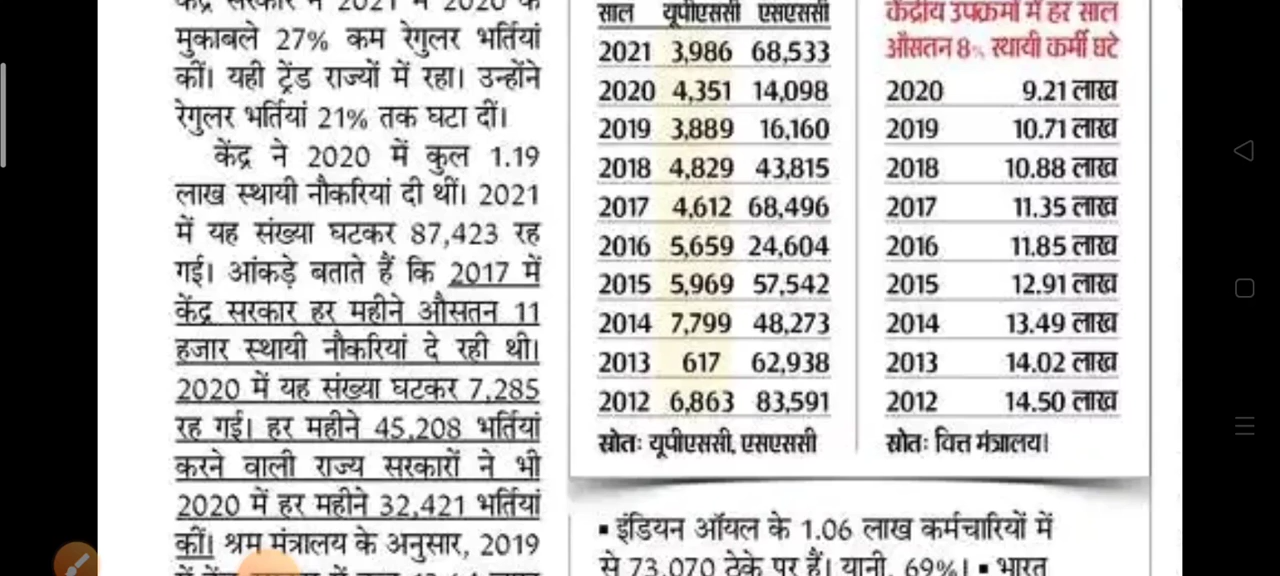 मुकाबले 27% कम रेगुलर भर्तियां
कीं। यही ट्रेंड राज्यों में रहा। उन्होंने
रेगुलर भर्तियां 21% तक घटा दीं।
केंद्र ने 2020 में कुल 1.19
लाख स्थायी नौकरियां दी थीं। 2021
में यह संख्या घटकर 87,423 रह
गई। आंकड़े बताते हैं कि 2017 में
केंद्र सरकार हर महीने औसतन 11
हजार स्थायी नौकरियां दे रही थी।
2020 में यह संख्या घटकर 7,285
रह गई। हर महीने 45,208 भर्तियां
करने वाली राज्य सरकारों ने भी
2020 में हर महीने 32,421 भर्तियां
कीं। श्रम मंत्रालय के अनुसार, 2019
साल यूपीएससी एसएससी
2021 3,986 68,533
2020 4,351 14,098
2019 3,889 16,160
2018 4,829 43,815
2017 4,612 68,496
2016 5,659 24,604
2015 5,969 57,542
2014 7,799 48,273
2013 617 62,938
2012 6,863 83,591
स्रोतः यूपीएससी, एसएससी
केंद्रीय उपक्रमों में हर साल
औसतन 8% स्थायी कर्मी घटे
2020 9.21 लाख
2019 10.71 लाख
2018 10.88 लाख
2017 11.35 लाख
2016 11.85 लाख
2015 12.91 लाख
2014 13.49 लाख
2013 14.02 लाख
2012 14.50 लाख
स्रोतः वित्त मंत्रालय।
▪ इंडियन ऑयल के 1.06 लाख कर्मचारियों में
से 73,070 ठेके पर हैं। यानी, 69%। ▪ भारत